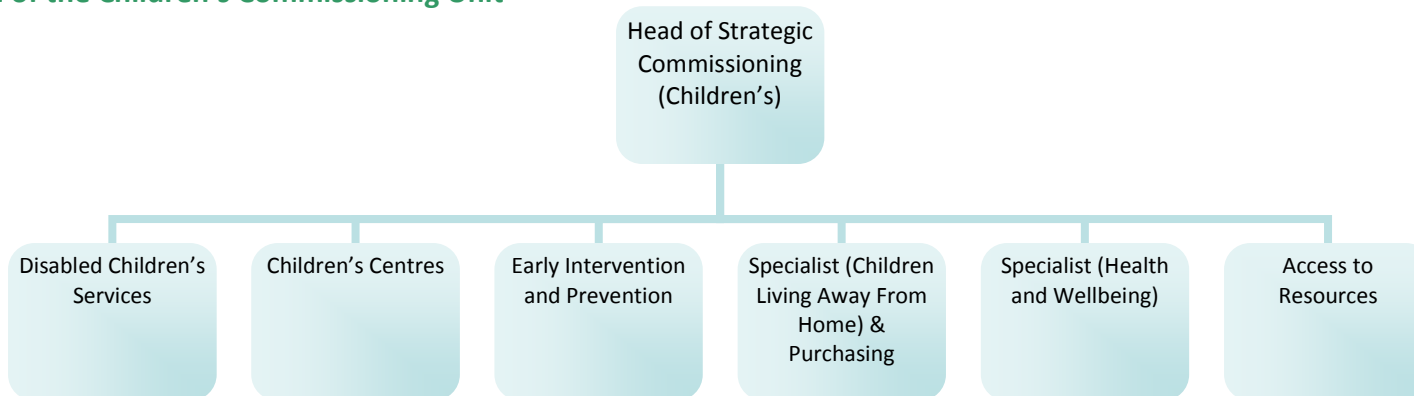 of the Children's Commissioning Unit
Head of Strategic
Commissioning
(Children's)
Disabled Children's
Services
Children's Centres
Early Intervention
and Prevention
Specialist (Children
Living Away From
Home) &
Purchasing
Specialist (Health
and Wellbeing)
Access to
Resources